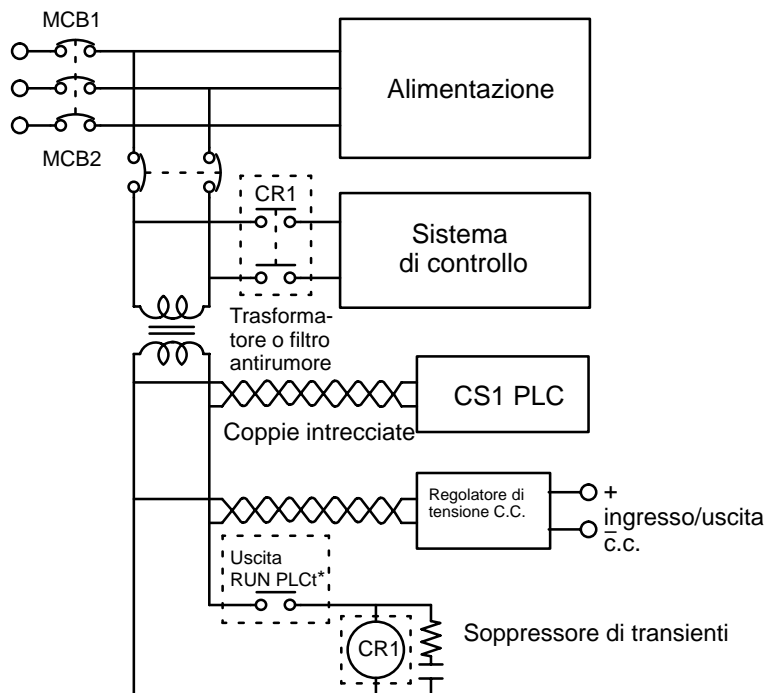 MCB1
Alimentazione
MCB2
CR1
Sistema
di controllo
Trasforma-
tore o filtro
antirumore
CS1 PLC
Coppie intrecciate
Regolatore di
tensione C.C.
+
ingresso/uscita
–
c.c.
Uscita
RUN PLCt*
CR1
Soppressore di transienti